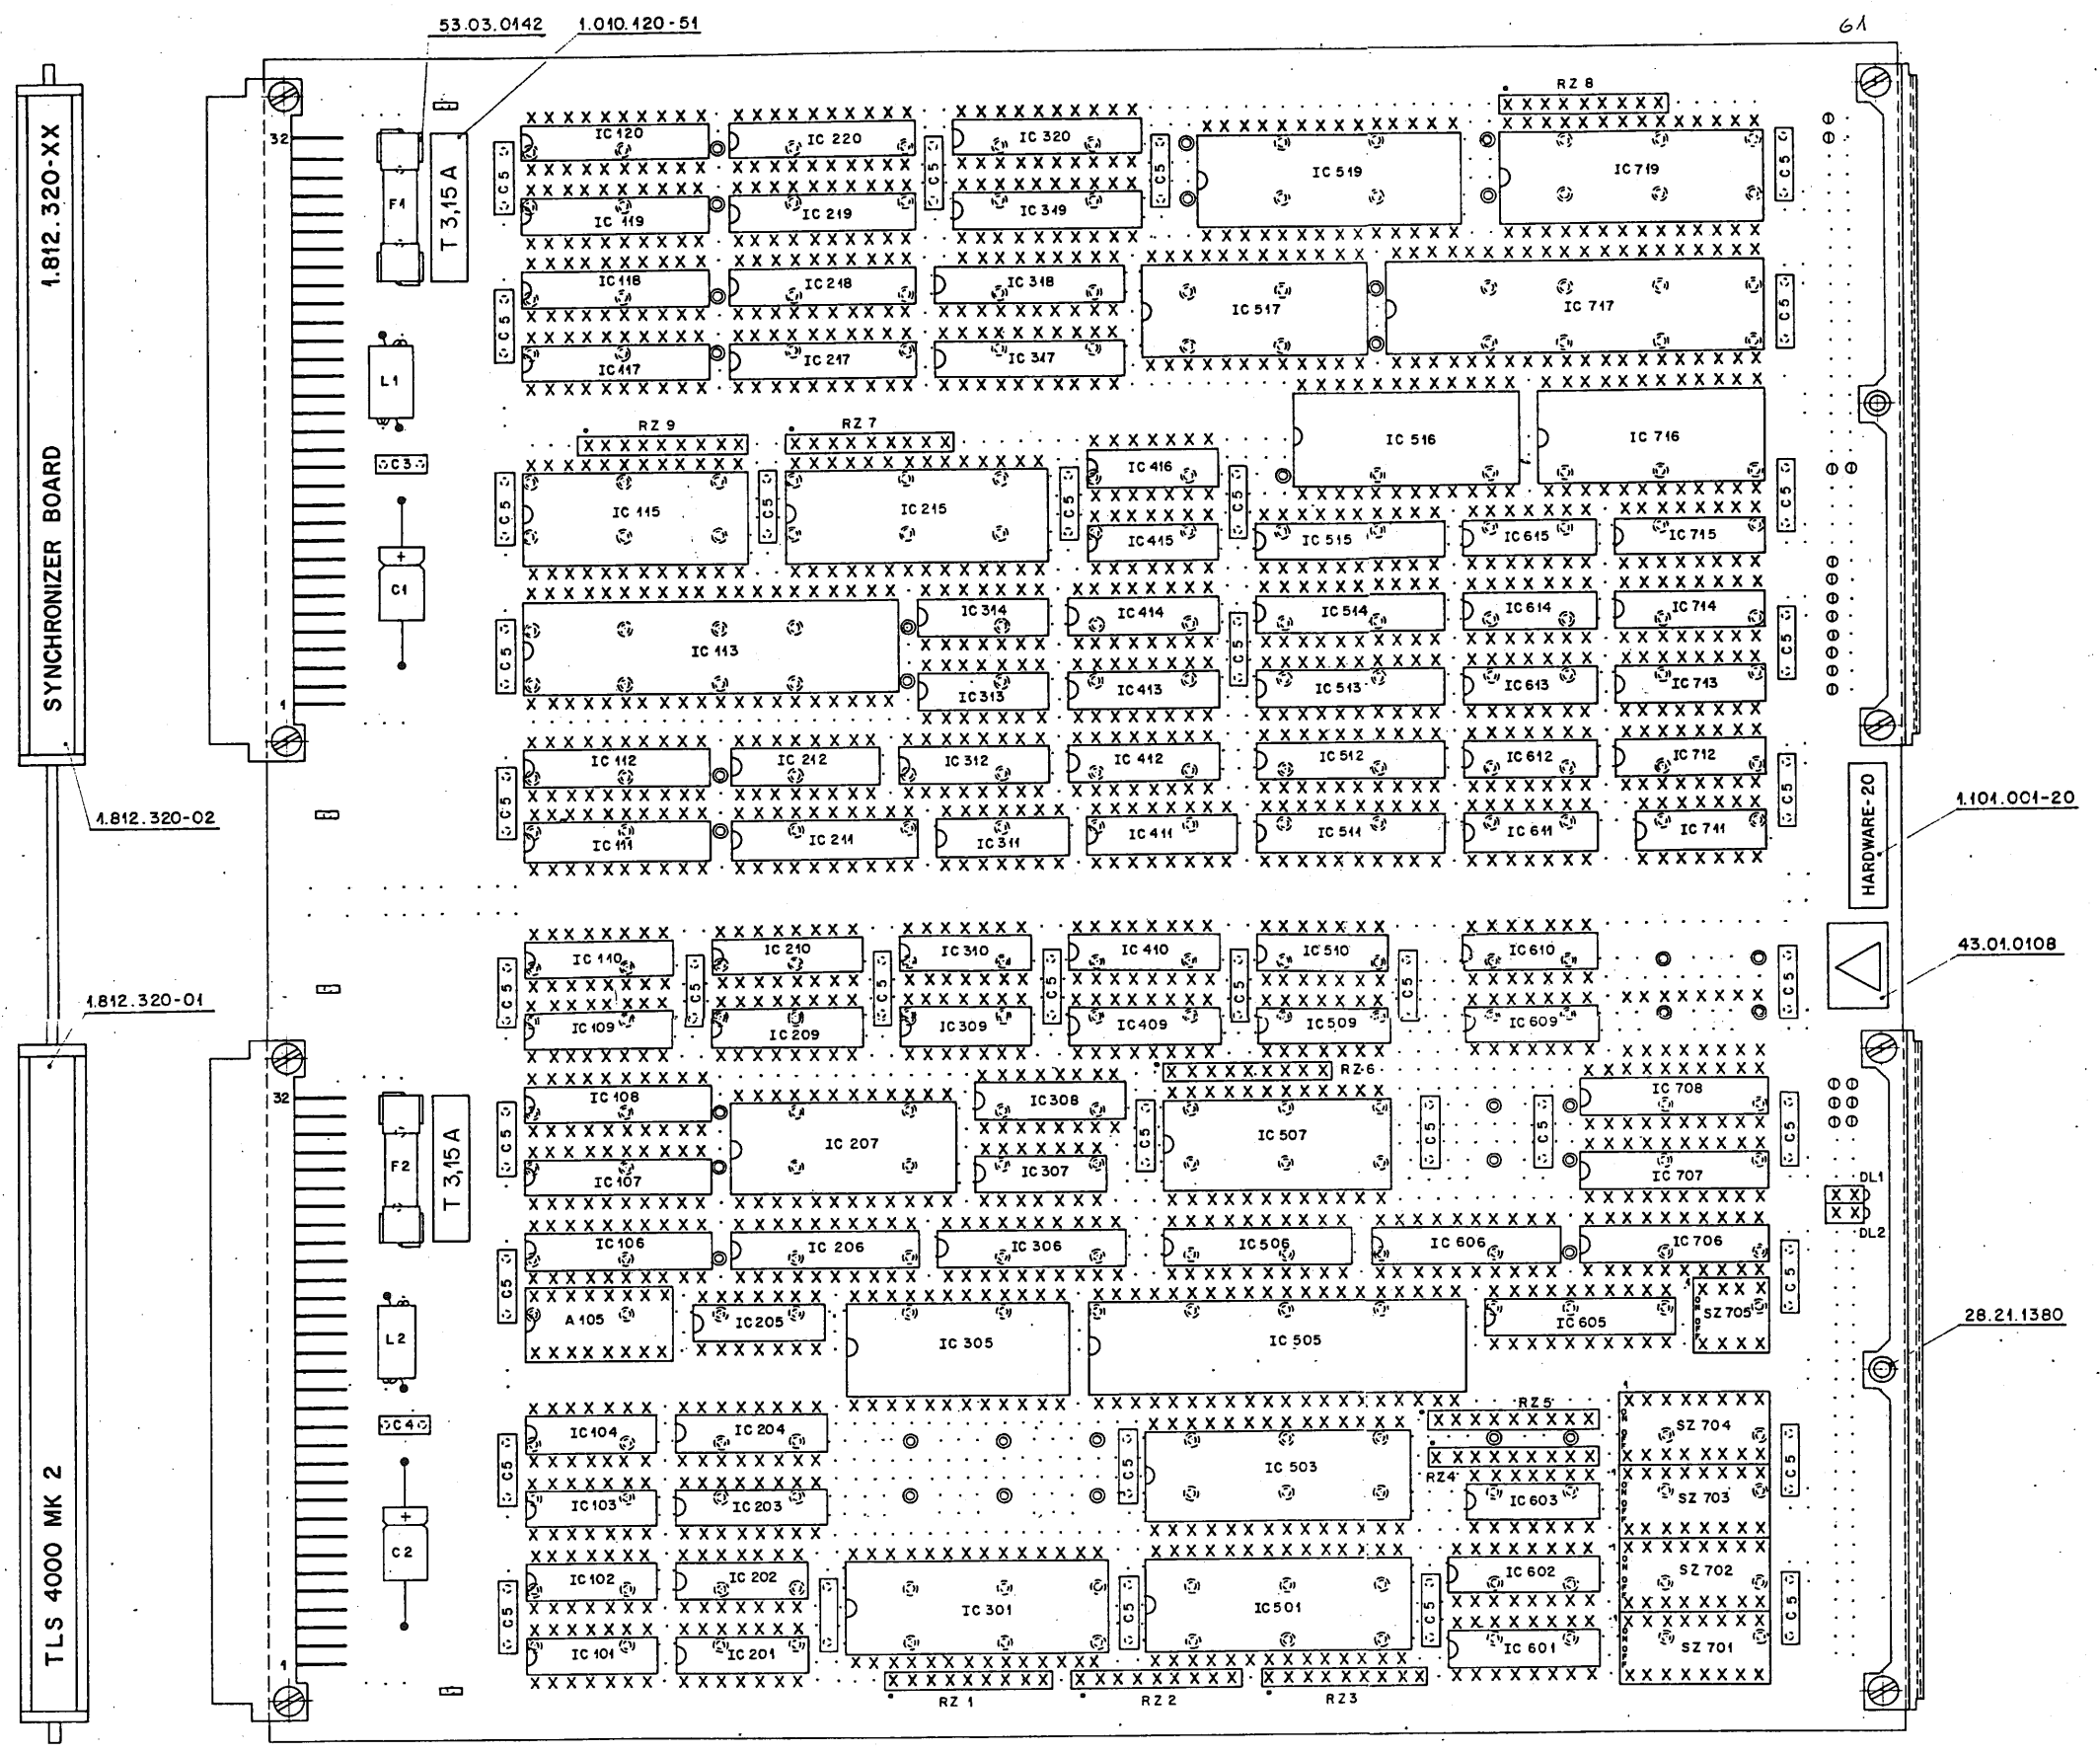 53.03.0142
1.010.120-51
61
1.812.320-XX
SYNCHRONIZER BOARD
1.812.320-02
1.812.320-01
TLS 4000 MK 2
32
F1
T 3,15 A
L1
C3
C1
1
RZ 8
IC 120
IC 220
IC 320
IC 519
IC 719
C5
IC 119
IC 219
IC 319
IC 118
IC 218
IC 318
IC 517
IC 717
IC 117
IC 217
IC 317
RZ 9
RZ 7
IC 516
IC 716
IC 416
IC 115
IC 215
IC 415
IC 515
IC 615
IC 715
IC 314
IC 414
IC 514
IC 614
IC 714
IC 113
IC 313
IC 413
IC 513
IC 613
IC 713
IC 112
IC 212
IC 312
IC 412
IC 512
IC 612
IC 712
IC 111
IC 211
IC 311
IC 411
IC 511
IC 611
IC 711
HARDWARE-20
1.101.001-20
43.01.0108
28.21.1380
IC 110
IC 210
IC 310
IC 410
IC 510
IC 610
IC 109
IC 209
IC 309
IC 409
IC 509
IC 609
RZ 6
32
F2
T 3,15 A
L2
C4
C2
1
IC 108
IC 308
IC 708
IC 207
IC 507
IC 107
IC 307
IC 707
DL1
DL2
IC 106
IC 206
IC 306
IC 506
IC 606
IC 706
A 105
IC 205
IC 305
IC 505
IC 605
SZ 705
ON OFF
RZ 5
IC 104
IC 204
SZ 704
IC 503
RZ4
IC 103
IC 203
IC 603
SZ 703
IC 102
IC 202
IC 602
SZ 702
IC 301
IC 501
IC 101
IC 201
IC 601
SZ 701
RZ 1
RZ 2
RZ3